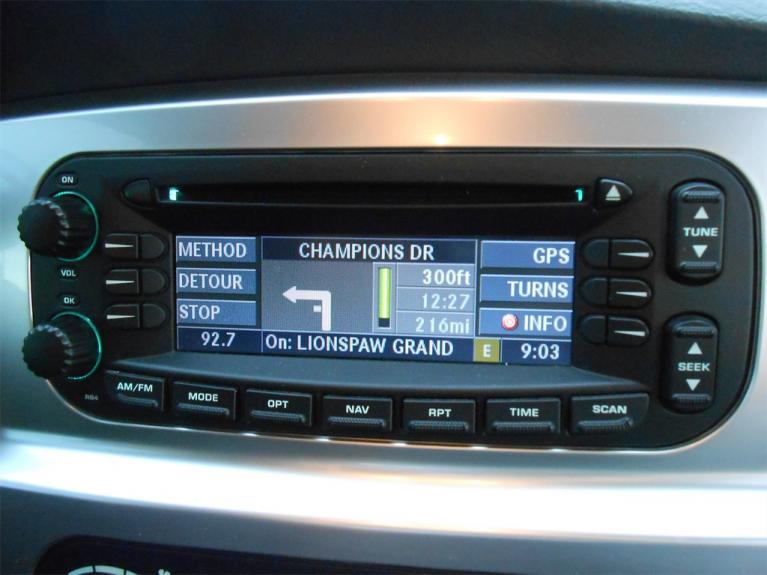 ON
VOL
OK
METHOD
DETOUR
STOP
92.7
CHAMPIONS DR
300ft
12:27
216mi
On: LIONSPAW GRAND
E
GPS
TURNS
INFO
9:03
TUNE
SEEK
RB4
AM/FM
MODE
OPT
NAV
RPT
TIME
SCAN